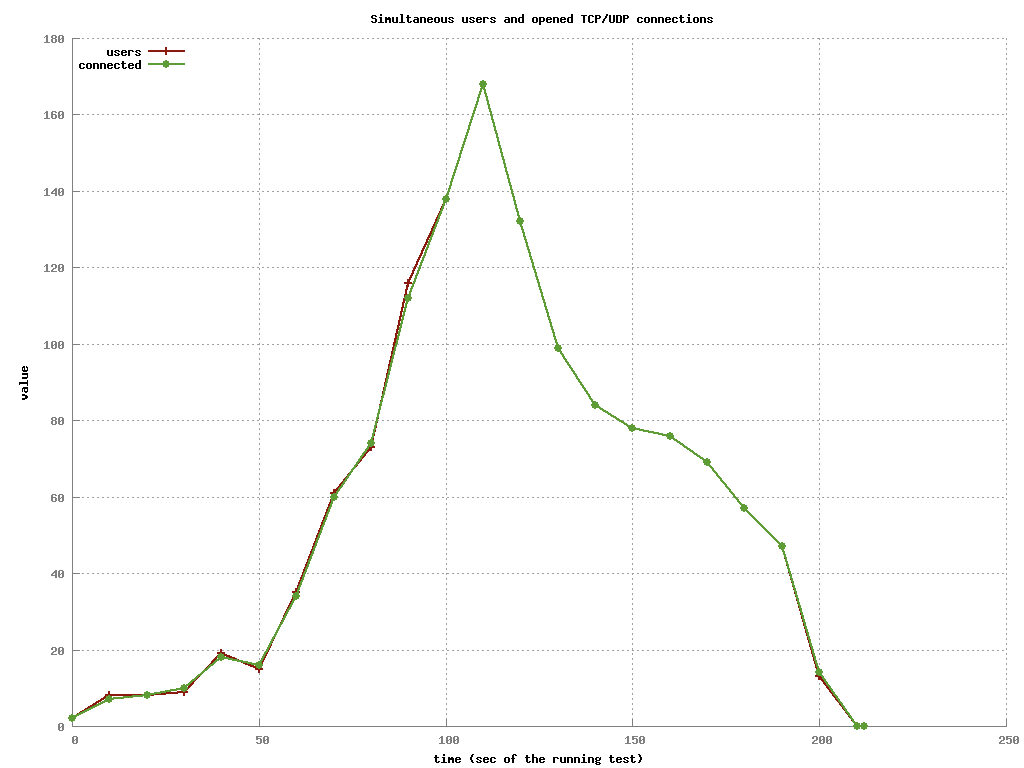 Simultaneous users and opened TCP/UDP connections
180
users
connected
160
140
120
100
value
80
60
40
20
0
0 50 100 150 200 250
time (sec of the running test)